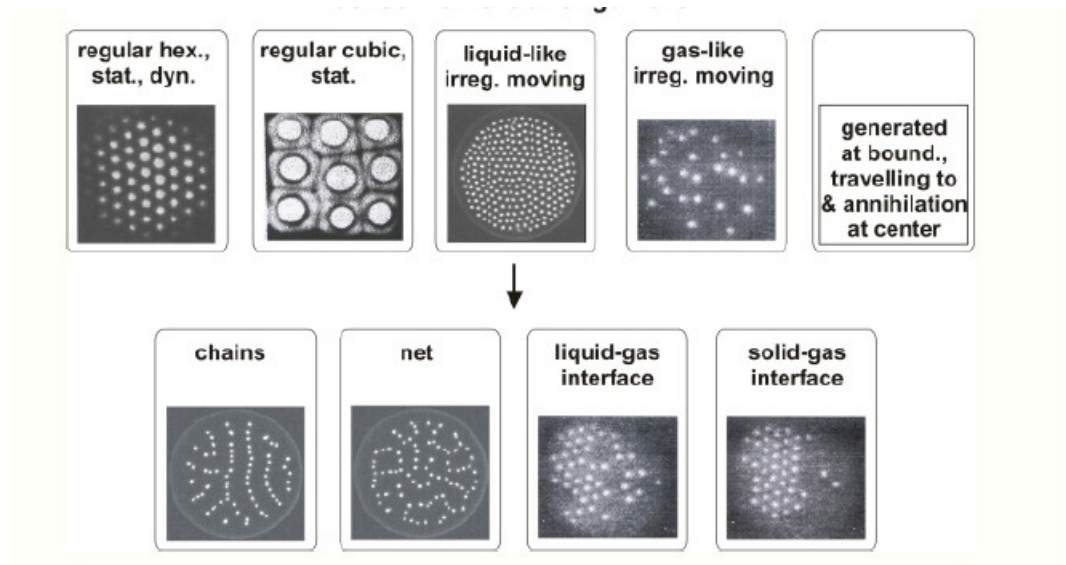 regular hex.,
stat., dyn.
regular cubic,
stat.
liquid-like
irreg. moving
gas-like
irreg. moving
generated
at bound.,
travelling to
& annihilation
at center
chains
net
liquid-gas
interface
solid-gas
interface